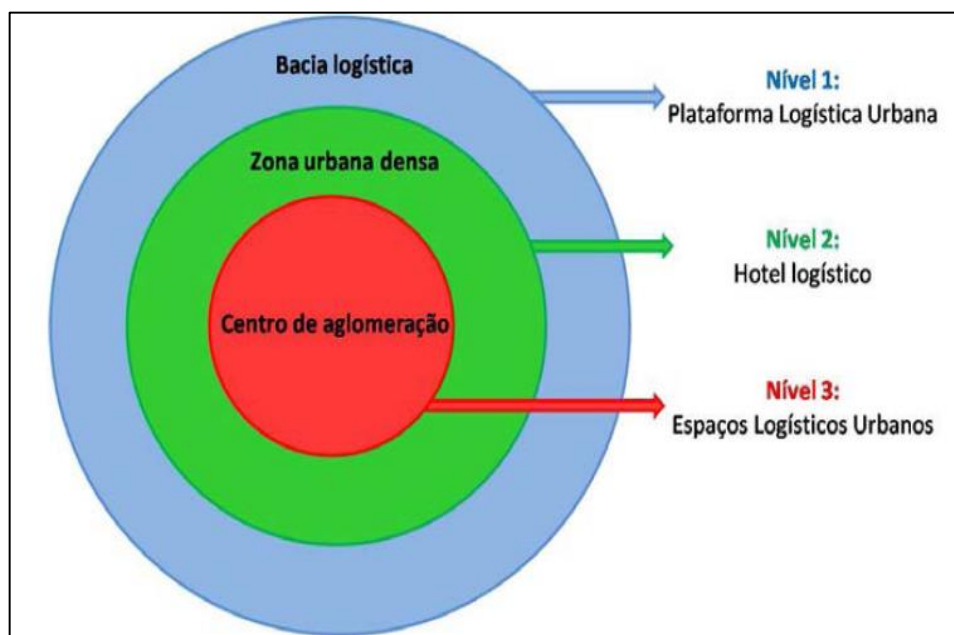 Bacia logística
Nível 1:
Plataforma Logística Urbana
Zona urbana densa
Nível 2:
Hotel logístico
Centro de aglomeração
Nível 3:
Espaços Logísticos Urbanos